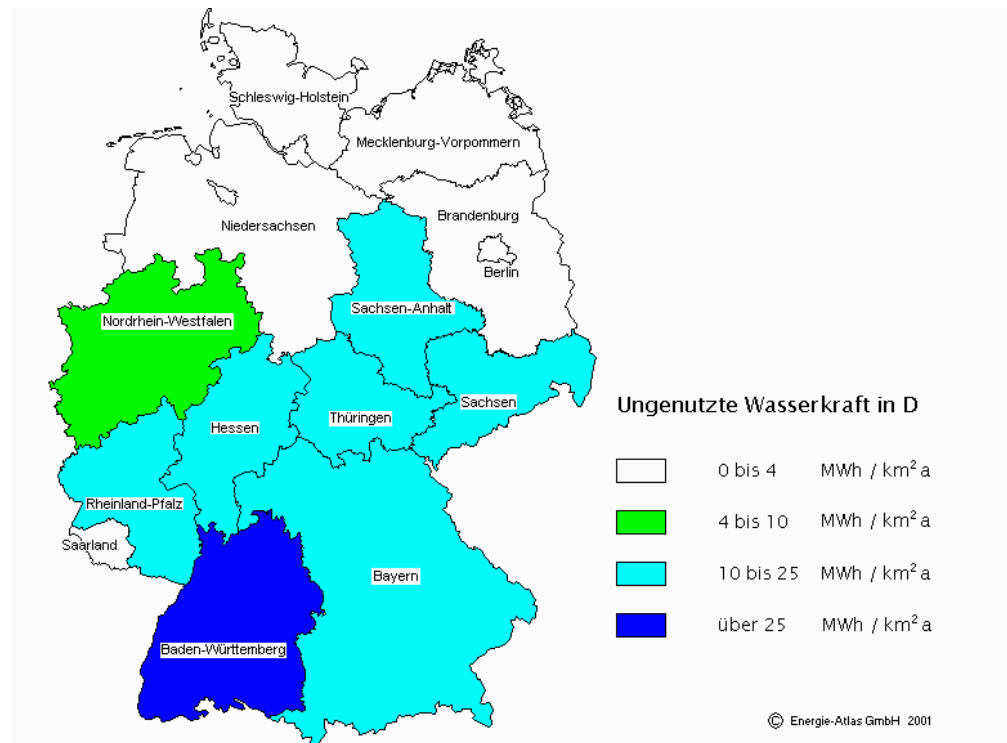 Schleswig-Holstein
Mecklenburg-Vorpommern
Brandenburg
Niedersachsen
Berlin
Sachsen-Anhalt
Nordrhein-Westfalen
Sachsen
Thüringen
Hessen
Rheinland-Pfalz
Saarland
Bayern
Baden-Württemberg
Ungenutzte Wasserkraft in D
0 bis 4 MWh / km² a
4 bis 10 MWh / km² a
10 bis 25 MWh / km² a
über 25 MWh / km² a
© Energie-Atlas GmbH 2001